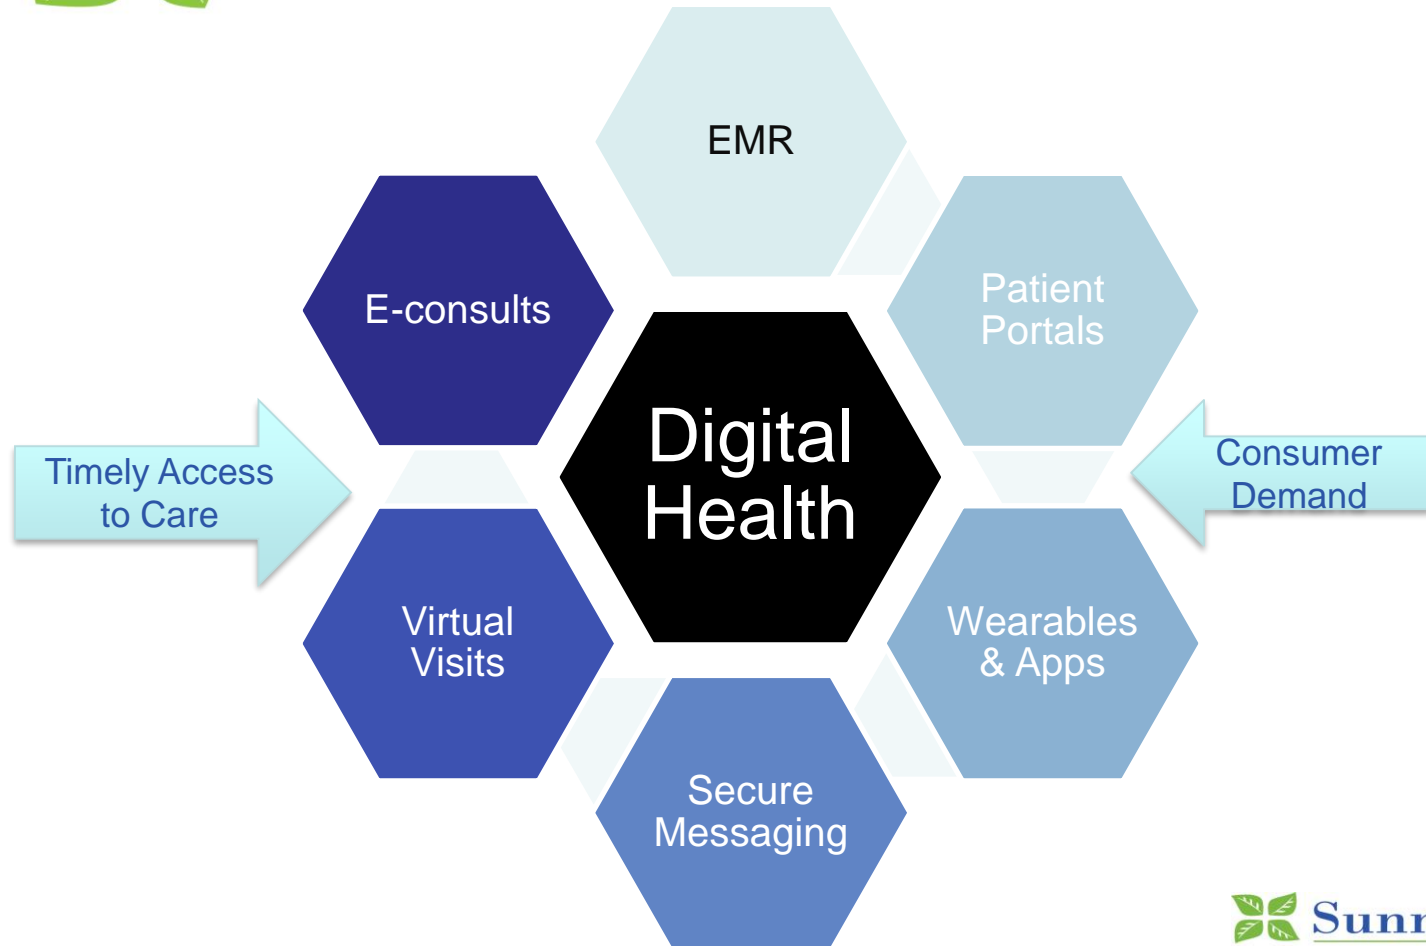 EMR
E-consults
Patient
Portals
Digital
Health
Timely Access
to Care
Consumer
Demand
Virtual
Visits
Wearables
& Apps
Secure
Messaging